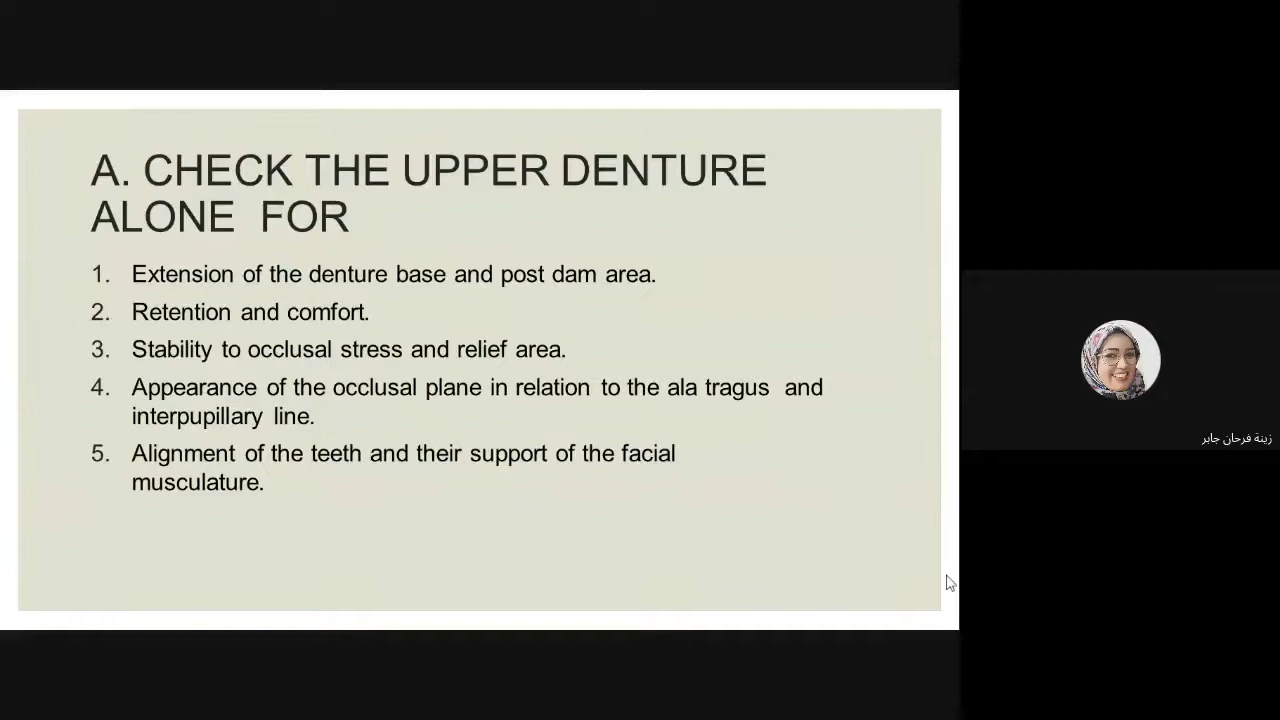 A. CHECK THE UPPER DENTURE
ALONE FOR
1. Extension of the denture base and post dam area.
2. Retention and comfort.
3. Stability to occlusal stress and relief area.
4. Appearance of the occlusal plane in relation to the ala tragus and
interpupillary line.
5. Alignment of the teeth and their support of the facial
musculature.
زينة فرحان جابر